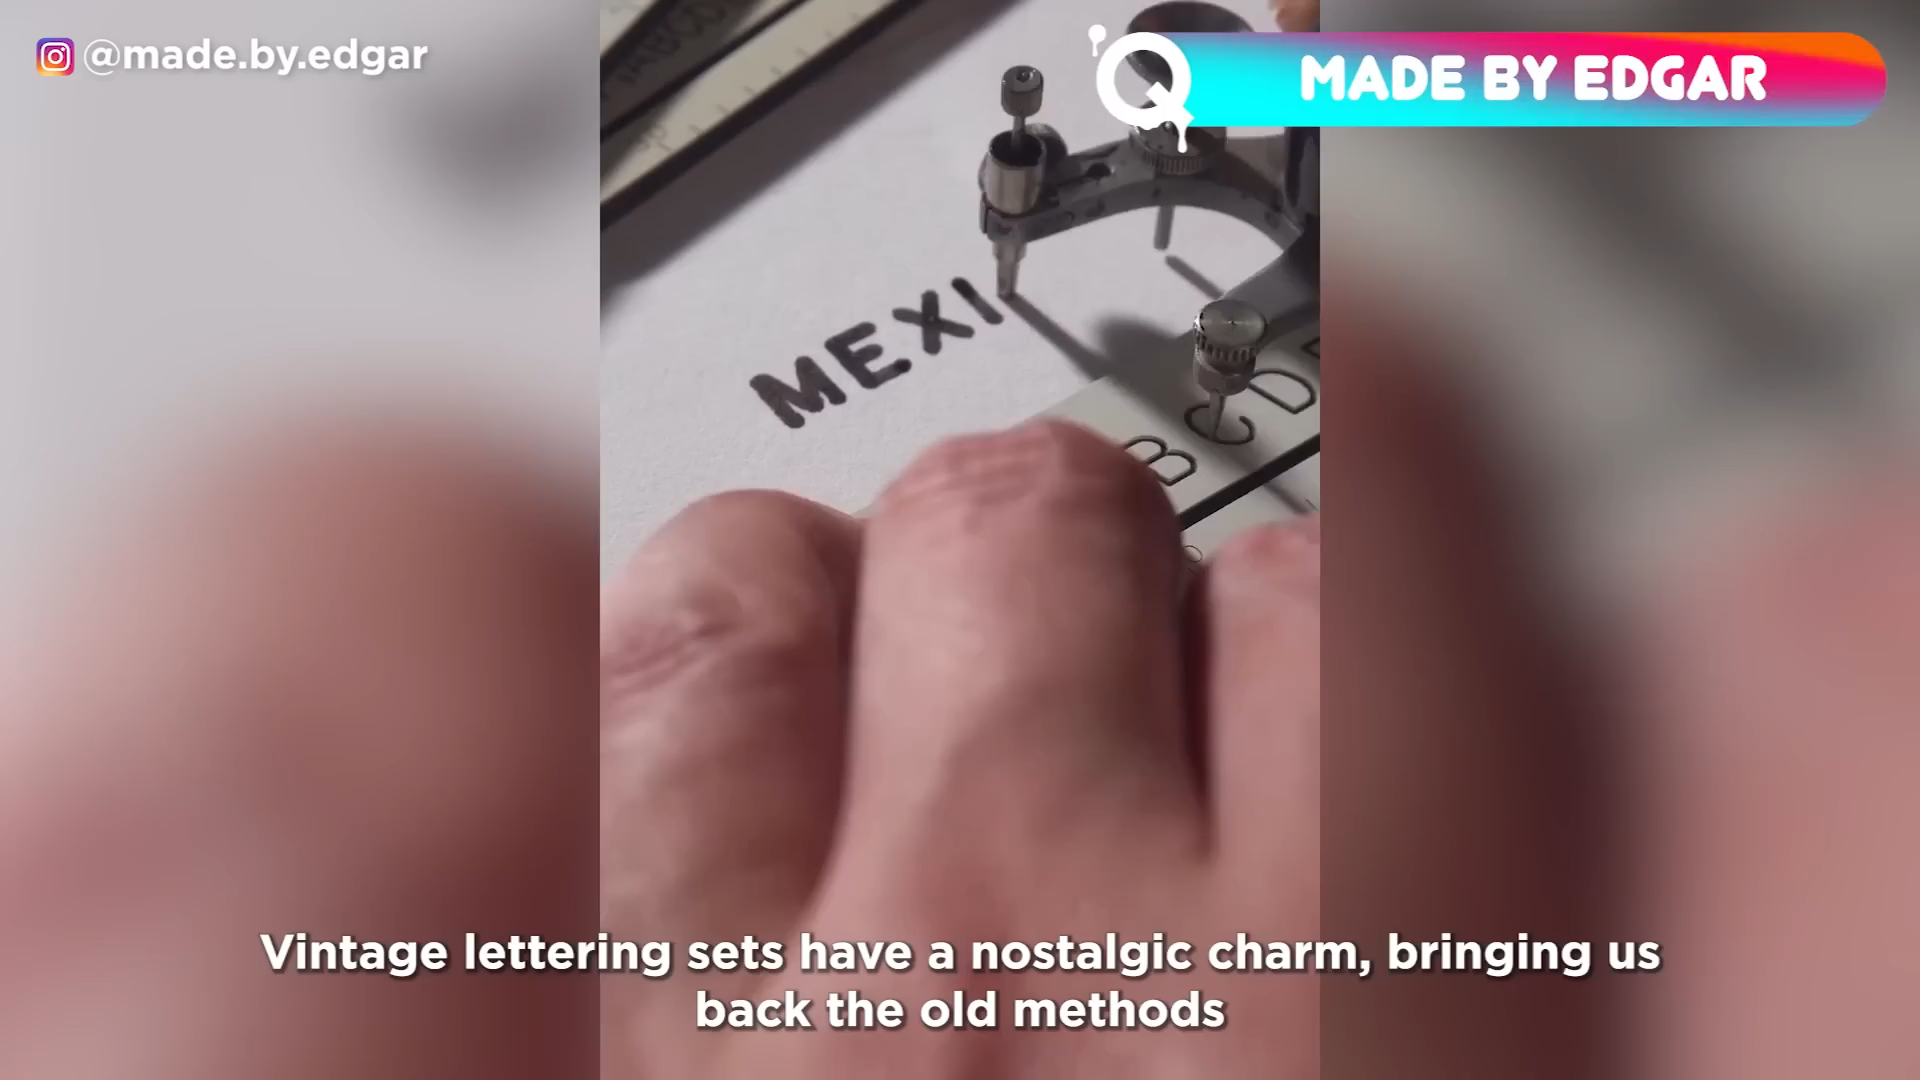 @made.by.edgar
MADE BY EDGAR
ABCD
MEXI
B C D
Vintage lettering sets have a nostalgic charm, bringing us
back the old methods